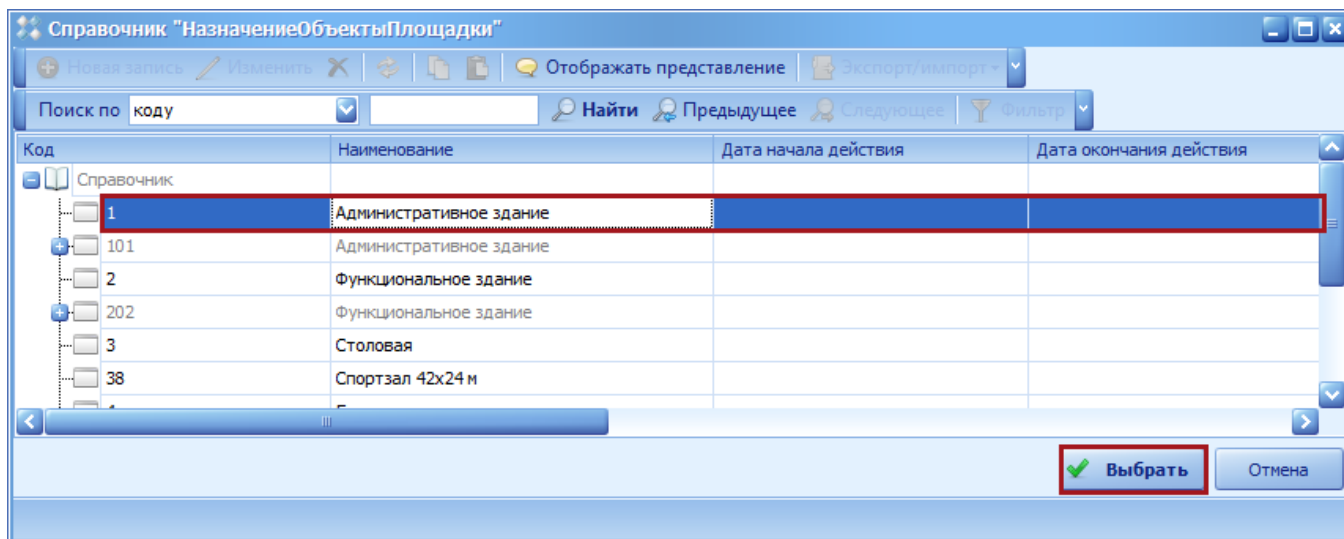 Справочник "НазначениеОбъектыПлощадки"
Новая запись Изменить Отображать представление Экспорт/импорт
Поиск по коду Найти Предыдущее Следующее Фильтр
Код Наименование Дата начала действия Дата окончания действия
Справочник
1 Административное здание
101 Административное здание
2 Функциональное здание
202 Функциональное здание
3 Столовая
38 Спортзал 42х24 м
Выбрать Отмена